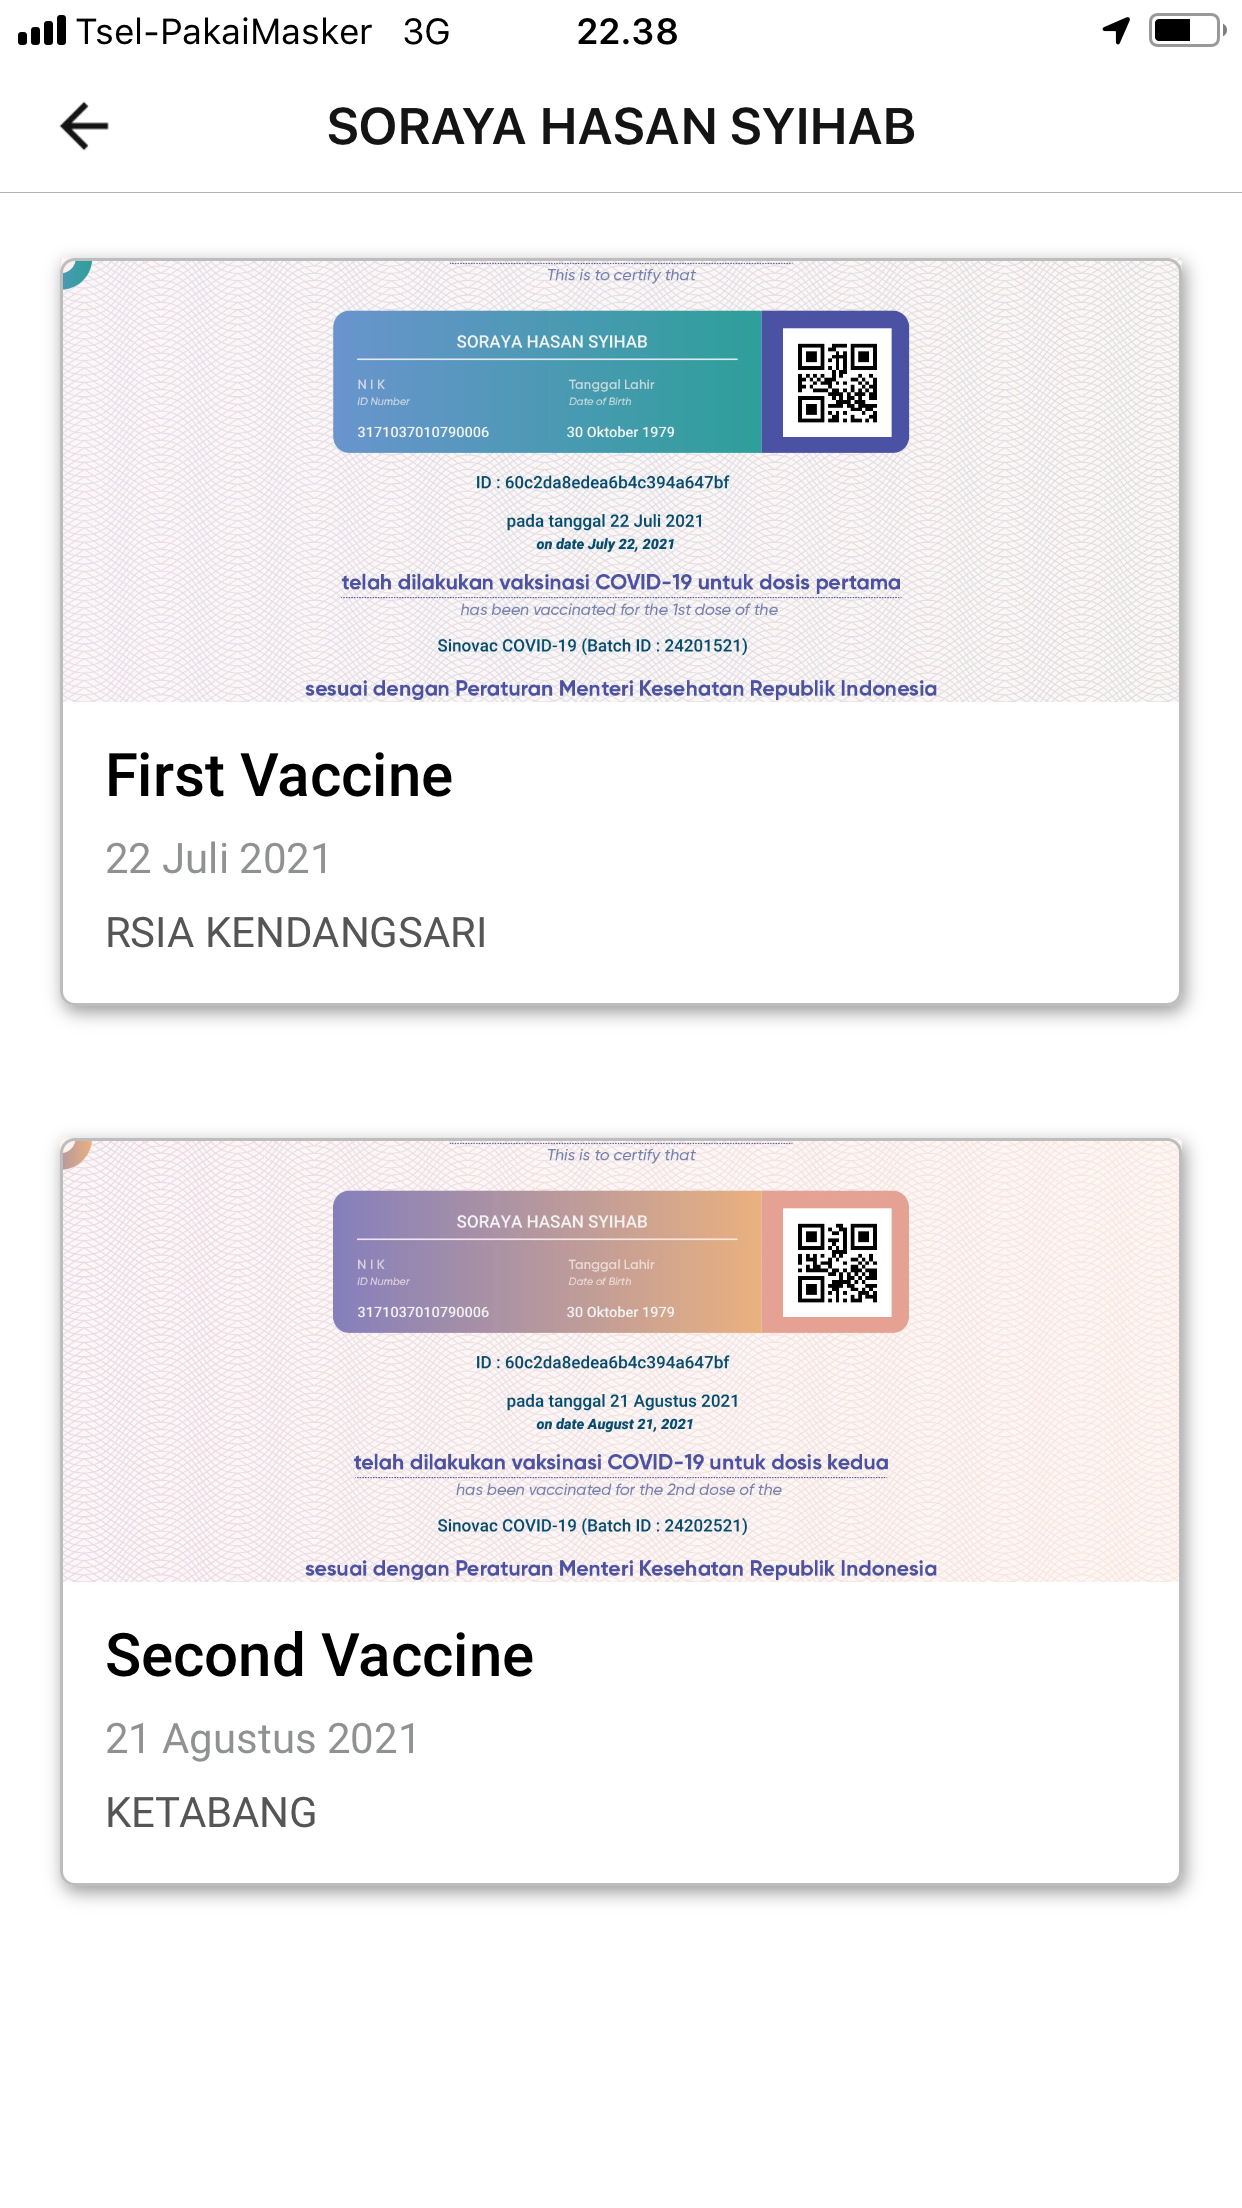 Tsel-PakaiMasker 3G 22.38
SORAYA HASAN SYIHAB
This is to certify that
SORAYA HASAN SYIHAB
NIK Tanggal Lahir
ID Number Date of Birth
3171037010790006 30 Oktober 1979
ID : 60c2da8edea6b4c394a647bf
pada tanggal 22 Juli 2021
on date July 22, 2021
telah dilakukan vaksinasi COVID-19 untuk dosis pertama
has been vaccinated for the 1st dose of the
Sinovac COVID-19 (Batch ID : 24201521)
sesuai dengan Peraturan Menteri Kesehatan Republik Indonesia
First Vaccine
22 Juli 2021
RSIA KENDANGSARI
This is to certify that
SORAYA HASAN SYIHAB
NIK Tanggal Lahir
ID Number Date of Birth
3171037010790006 30 Oktober 1979
ID : 60c2da8edea6b4c394a647bf
pada tanggal 21 Agustus 2021
on date August 21, 2021
telah dilakukan vaksinasi COVID-19 untuk dosis kedua
has been vaccinated for the 2nd dose of the
Sinovac COVID-19 (Batch ID : 24202521)
sesuai dengan Peraturan Menteri Kesehatan Republik Indonesia
Second Vaccine
21 Agustus 2021
KETABANG